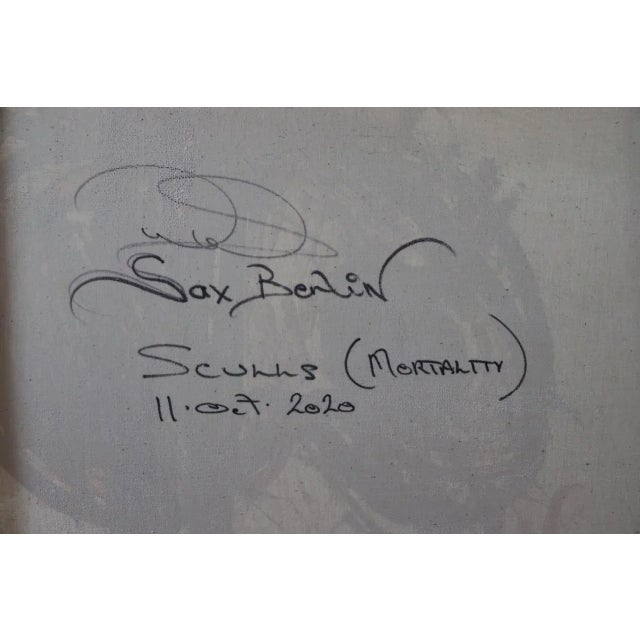 Sax Berlin
Sculls (Mortality)
11. Oct. 2020